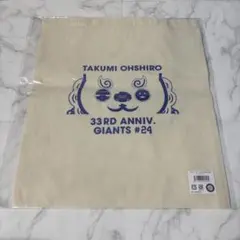 TAKUMI OHSHIRO
33RD ANNIV.
GIANTS #24